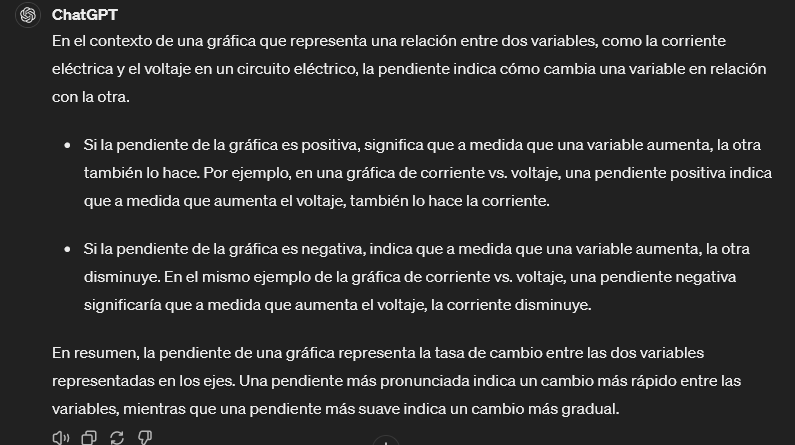 ChatGPT
En el contexto de una gráfica que representa una relación entre dos variables, como la corriente
eléctrica y el voltaje en un circuito eléctrico, la pendiente indica cómo cambia una variable en relación
con la otra.
• Si la pendiente de la gráfica es positiva, significa que a medida que una variable aumenta, la otra
también lo hace. Por ejemplo, en una gráfica de corriente vs. voltaje, una pendiente positiva indica
que a medida que aumenta el voltaje, también lo hace la corriente.
• Si la pendiente de la gráfica es negativa, indica que a medida que una variable aumenta, la otra
disminuye. En el mismo ejemplo de la gráfica de corriente vs. voltaje, una pendiente negativa
significaría que a medida que aumenta el voltaje, la corriente disminuye.
En resumen, la pendiente de una gráfica representa la tasa de cambio entre las dos variables
representadas en los ejes. Una pendiente más pronunciada indica un cambio más rápido entre las
variables, mientras que una pendiente más suave indica un cambio más gradual.